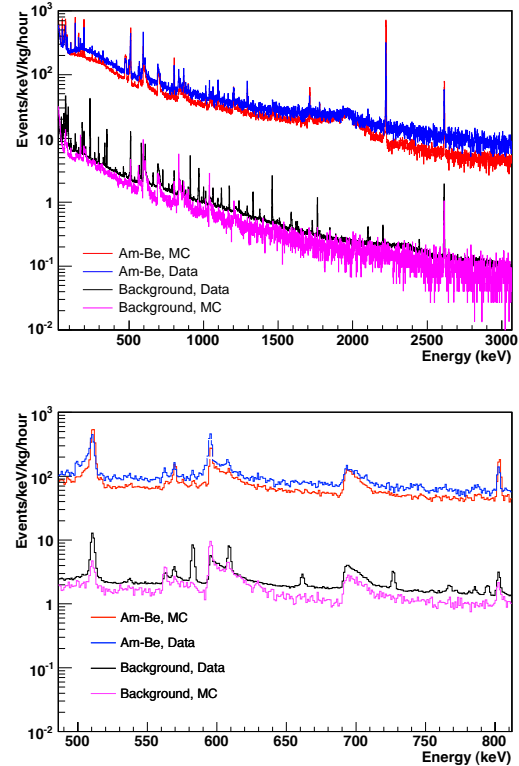 Events/keV/kg/hour
10³
10²
10
1
10⁻¹
10⁻²
Am-Be, MC
Am-Be, Data
Background, Data
Background, MC
500 1000 1500 2000 2500 3000
Energy (keV)
Events/keV/kg/hour
10³
10²
10
1
10⁻¹
10⁻²
Am-Be, MC
Am-Be, Data
Background, Data
Background, MC
500 550 600 650 700 750 800
Energy (keV)